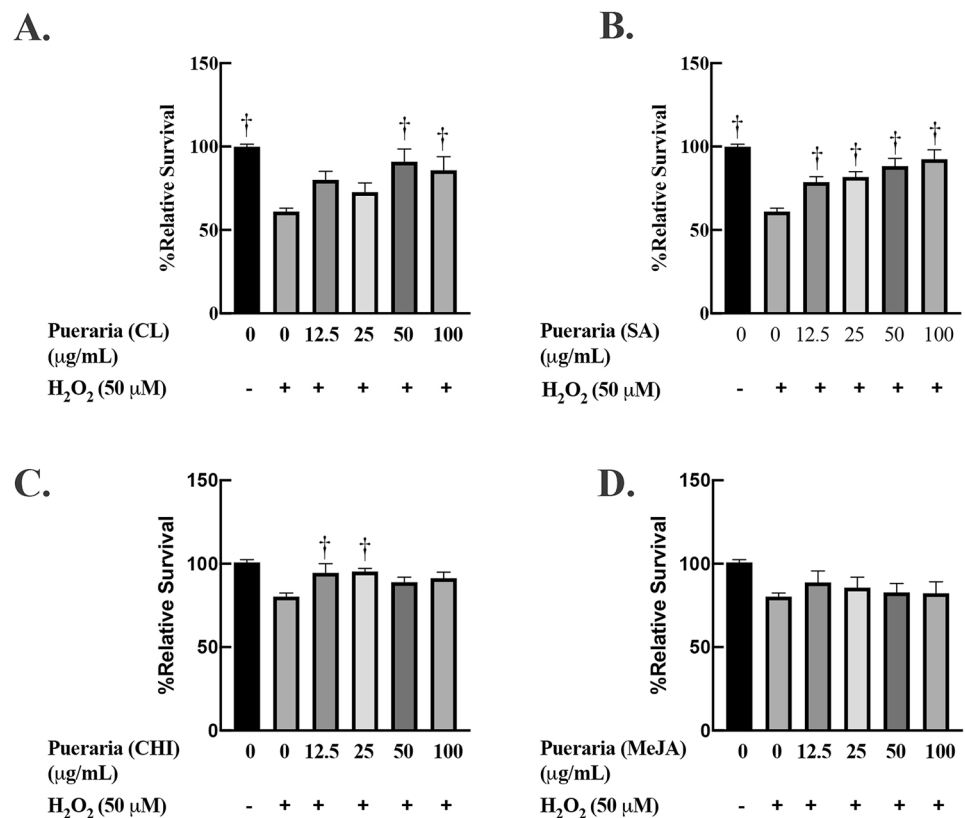 A.
150
100
50
0
%Relative Survival
† † †
Pueraria (CL) 0 0 12.5 25 50 100
(μg/mL)
H₂O₂ (50 μM) - + + + + +
B.
150
100
50
0
%Relative Survival
† † † † †
Pueraria (SA) 0 0 12.5 25 50 100
(μg/mL)
H₂O₂ (50 μM) - + + + + +
C.
150
100
50
0
%Relative Survival
† †
Pueraria (CHI) 0 0 12.5 25 50 100
(μg/mL)
H₂O₂ (50 μM) - + + + + +
D.
150
100
50
0
%Relative Survival
Pueraria (MeJA) 0 0 12.5 25 50 100
(μg/mL)
H₂O₂ (50 μM) - + + + + +